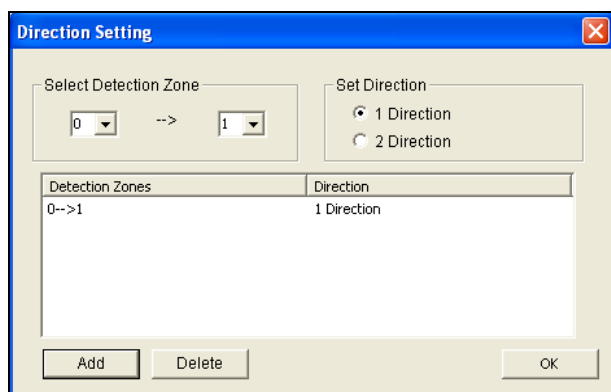 Direction Setting
Select Detection Zone
0 --> 1
Set Direction
1 Direction
2 Direction
Detection Zones Direction
0-->1 1 Direction
Add Delete OK